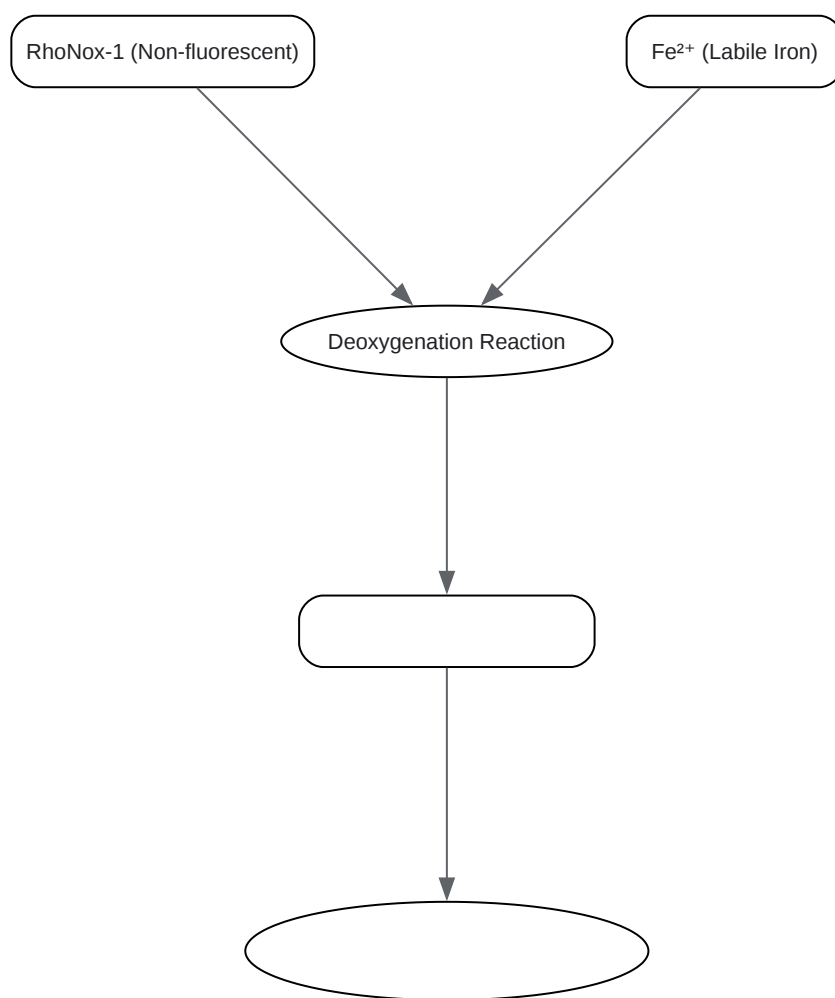 RhoNox-1 (Non-fluorescent)
Fe²⁺ (Labile Iron)
Deoxygenation Reaction